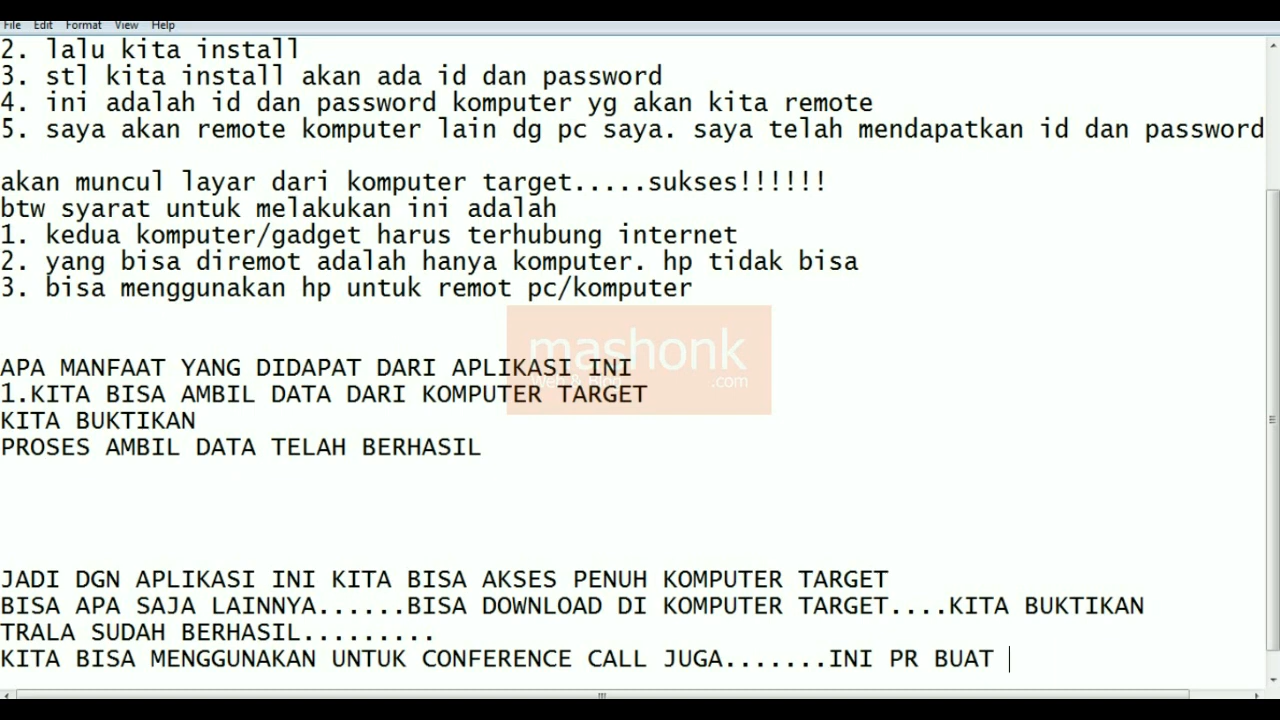 File Edit Format View Help
2. lalu kita install
3. stl kita install akan ada id dan password
4. ini adalah id dan password komputer yg akan kita remote
5. saya akan remote komputer lain dg pc saya. saya telah mendapatkan id dan password
akan muncul layar dari komputer target.....sukses!!!!!!
btw syarat untuk melakukan ini adalah
1. kedua komputer/gadget harus terhubung internet
2. yang bisa diremot adalah hanya komputer. hp tidak bisa
3. bisa menggunakan hp untuk remot pc/komputer
mashonk
Web & Blog .com
APA MANFAAT YANG DIDAPAT DARI APLIKASI INI
1.KITA BISA AMBIL DATA DARI KOMPUTER TARGET
KITA BUKTIKAN
PROSES AMBIL DATA TELAH BERHASIL
JADI DGN APLIKASI INI KITA BISA AKSES PENUH KOMPUTER TARGET
BISA APA SAJA LAINNYA......BISA DOWNLOAD DI KOMPUTER TARGET....KITA BUKTIKAN
TRALA SUDAH BERHASIL.........
KITA BISA MENGGUNAKAN UNTUK CONFERENCE CALL JUGA.......INI PR BUAT